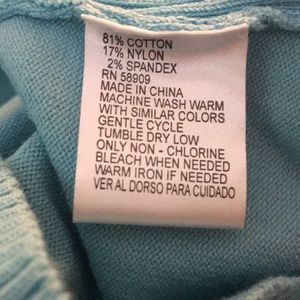 81% COTTON
17% NYLON
2% SPANDEX
RN 58909
MADE IN CHINA
MACHINE WASH WARM
WITH SIMILAR COLORS
GENTLE CYCLE
TUMBLE DRY LOW
ONLY NON - CHLORINE
BLEACH WHEN NEEDED
WARM IRON IF NEEDED
VER AL DORSO PARA CUIDADO